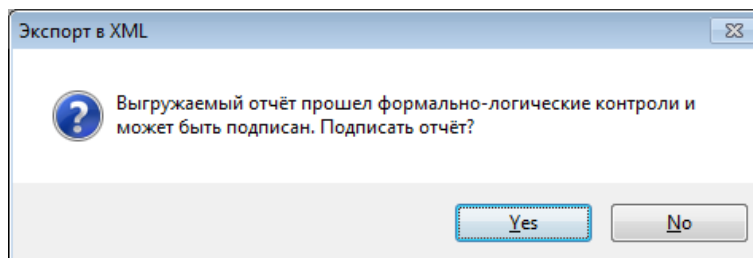 Экспорт в XML
Выгружаемый отчёт прошел формально-логические контроли и
может быть подписан. Подписать отчёт?
Yes
No